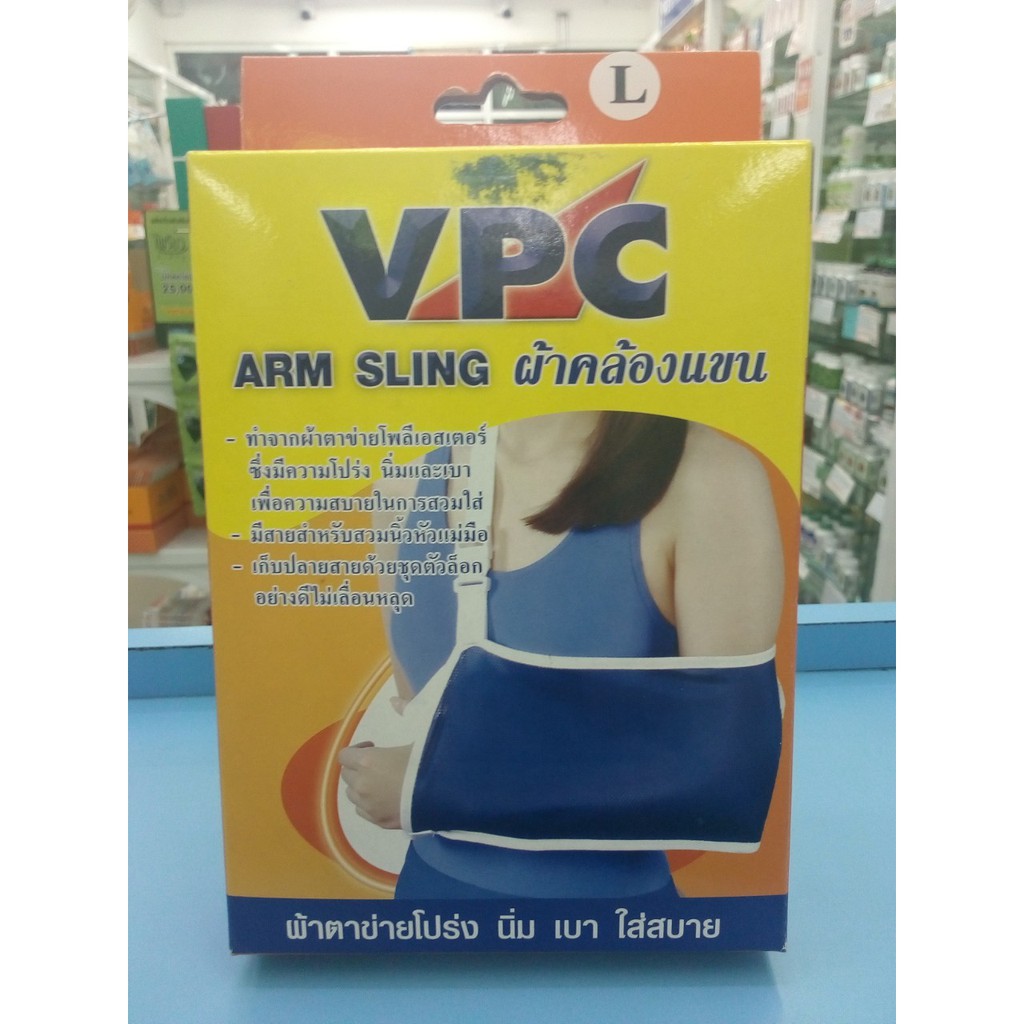 L
VPC
ARM SLING ผ้าคล้องแขน
- ทำจากผ้าตาข่ายโพลีเอสเตอร์
ซึ่งมีความโปร่ง นิ่มและเบา
เพื่อความสบายในการสวมใส่
- มีสายสำหรับสวมนิ้วหัวแม่มือ
- เก็บปลายสายด้วยชุดตัวล็อก
อย่างดีไม่เลื่อนหลุด
ผ้าตาข่ายโปร่ง นิ่ม เบา ใส่สบาย